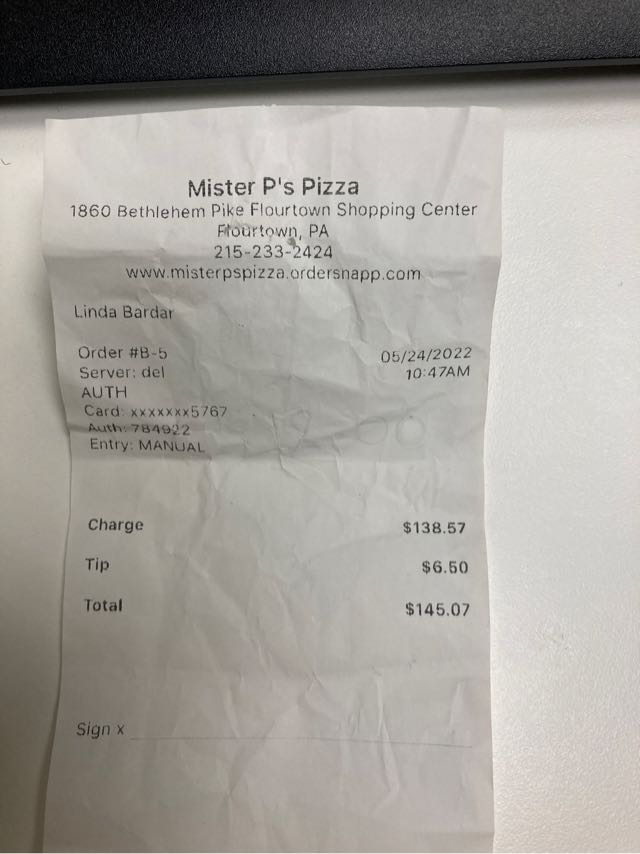 Mister P's Pizza
1860 Bethlehem Pike Flourtown Shopping Center
Flourtown, PA
215-233-2424
www.misterpspizza.ordersnapp.com
Linda Bardar
Order #B-5 05/24/2022
Server: del 10:47AM
AUTH
Card: xxxxxxx5767
Auth: 784922
Entry: MANUAL
Charge $138.57
Tip $6.50
Total $145.07
Sign x